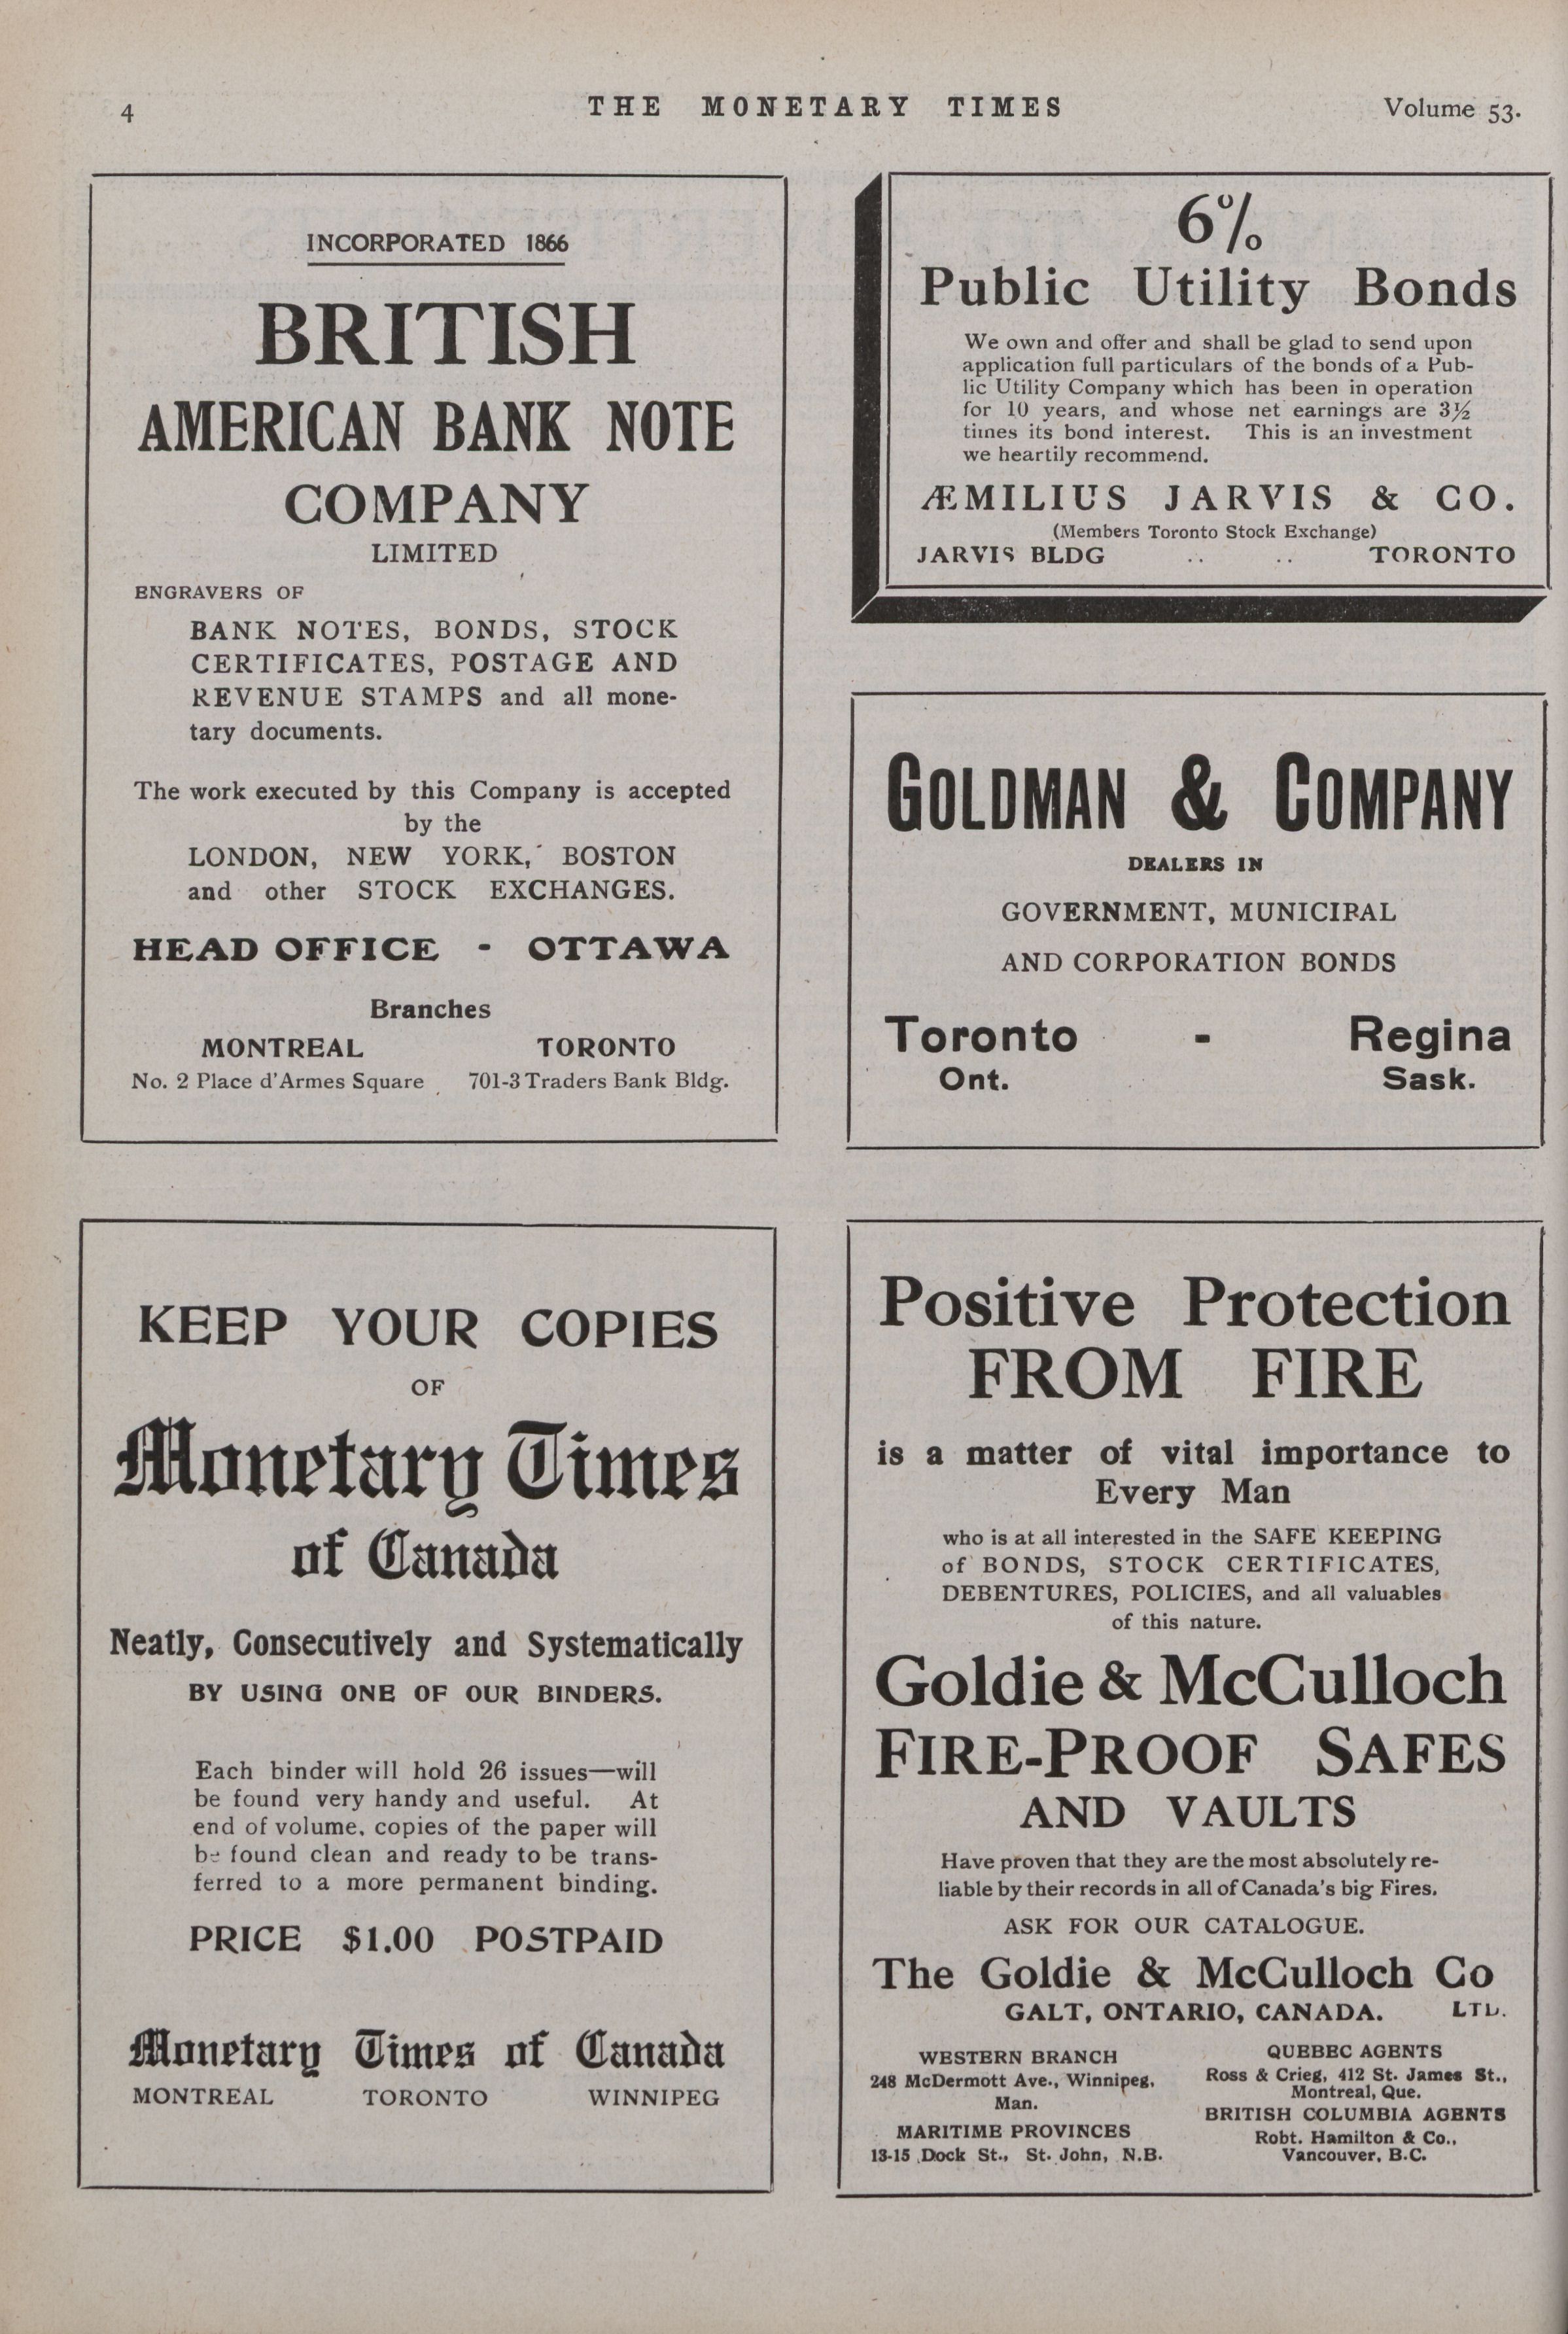 4
THE MONETARY TIMES
Volume 53.
INCORPORATED 1866
BRITISH
AMERICAN BANK NOTE
COMPANY
LIMITED
ENGRAVERS OF
BANK NOTES, BONDS, STOCK
CERTIFICATES, POSTAGE AND
REVENUE STAMPS and all mone-
tary documents.
The work executed by this Company is accepted
by the
LONDON, NEW YORK, BOSTON
and other STOCK EXCHANGES.
HEAD OFFICE - OTTAWA
Branches
MONTREAL TORONTO
No. 2 Place d'Armes Square 701-3 Traders Bank Bldg.
6%
Public Utility Bonds
We own and offer and shall be glad to send upon
application full particulars of the bonds of a Pub-
lic Utility Company which has been in operation
for 10 years, and whose net earnings are 3½
times its bond interest. This is an investment
we heartily recommend.
ÆMILIUS JARVIS & CO.
(Members Toronto Stock Exchange)
JARVIS BLDG .. .. TORONTO
GOLDMAN & COMPANY
DEALERS IN
GOVERNMENT, MUNICIPAL
AND CORPORATION BONDS
Toronto - Regina
Ont. Sask.
KEEP YOUR COPIES
OF
Monetary Times
of Canada
Neatly, Consecutively and Systematically
BY USING ONE OF OUR BINDERS.
Each binder will hold 26 issues—will
be found very handy and useful. At
end of volume, copies of the paper will
be found clean and ready to be trans-
ferred to a more permanent binding.
PRICE $1.00 POSTPAID
Monetary Times of Canada
MONTREAL TORONTO WINNIPEG
Positive Protection
FROM FIRE
is a matter of vital importance to
Every Man
who is at all interested in the SAFE KEEPING
of BONDS, STOCK CERTIFICATES,
DEBENTURES, POLICIES, and all valuables
of this nature.
Goldie & McCulloch
FIRE-PROOF SAFES
AND VAULTS
Have proven that they are the most absolutely re-
liable by their records in all of Canada's big Fires.
ASK FOR OUR CATALOGUE.
The Goldie & McCulloch Co
GALT, ONTARIO, CANADA. LTD.
WESTERN BRANCH
248 McDermott Ave., Winnipeg,
Man.
MARITIME PROVINCES
13-15 Dock St., St. John, N.B.
QUEBEC AGENTS
Ross & Crieg, 412 St. James St.,
Montreal, Que.
BRITISH COLUMBIA AGENTS
Robt. Hamilton & Co.,
Vancouver, B.C.